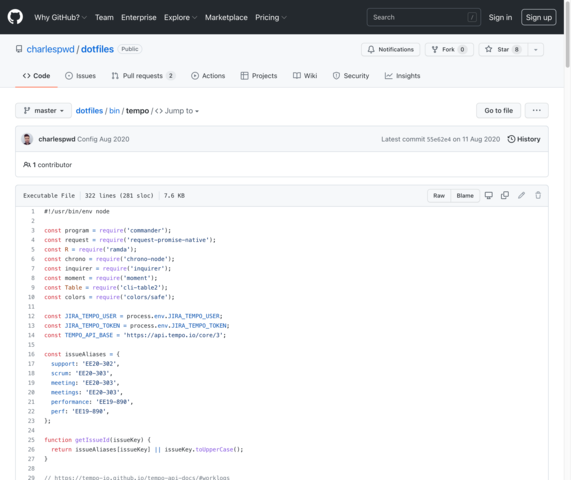 Why GitHub? Team Enterprise Explore Marketplace Pricing Search / Sign in Sign up
charlespwd / dotfiles Public Notifications Fork 0 Star 8
Code Issues Pull requests 2 Actions Projects Wiki Security Insights
master dotfiles / bin / tempo / <> Jump to Go to file ...
charlespwd Config Aug 2020 Latest commit 55e62e4 on 11 Aug 2020 History
1 contributor
Executable File 322 lines (281 sloc) 7.6 KB Raw Blame
1 #!/usr/bin/env node
2
3 const program = require('commander');
4 const request = require('request-promise-native');
5 const R = require('ramda');
6 const chrono = require('chrono-node');
7 const inquirer = require('inquirer');
8 const moment = require('moment');
9 const Table = require('cli-table2');
10 const colors = require('colors/safe');
11
12 const JIRA_TEMPO_USER = process.env.JIRA_TEMPO_USER;
13 const JIRA_TEMPO_TOKEN = process.env.JIRA_TEMPO_TOKEN;
14 const TEMPO_API_BASE = 'https://api.tempo.io/core/3';
15
16 const issueAliases = {
17 support: 'EE20-302',
18 scrum: 'EE20-303',
19 meeting: 'EE20-303',
20 meetings: 'EE20-303',
21 performance: 'EE19-890',
22 perf: 'EE19-890',
23 };
24
25 function getIssueId(issueKey) {
26 return issueAliases[issueKey] || issueKey.toUpperCase();
27 }
28
29 // https://tempo-io.github.io/tempo-api-docs/#worklogs